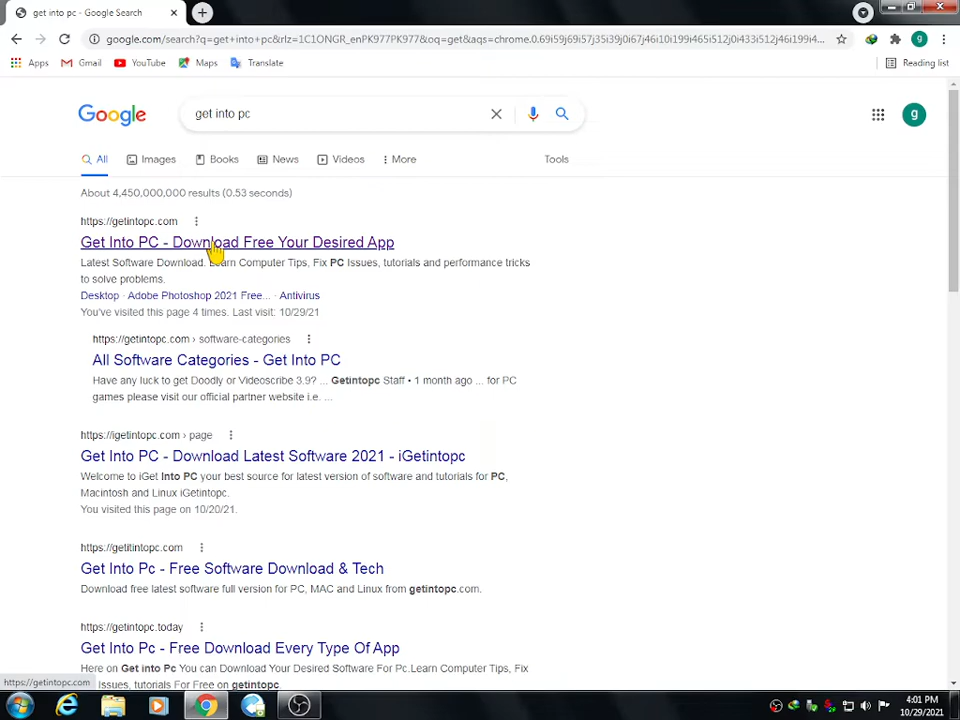 get into pc - Google Search
google.com/search?q=get+into+pc&rlz=1C1ONGR_enPK977PK977&oq=get&aqs=chrome.0.69i59j69i57j35i39j0i67j46i10i199i465j512j0i433i512j46i199i4...
Apps Gmail YouTube Maps Translate Reading list
Google get into pc g
All Images Books News Videos More Tools
About 4,450,000,000 results (0.53 seconds)
https://getintopc.com
Get Into PC - Download Free Your Desired App
Latest Software Download. Learn Computer Tips, Fix PC Issues, tutorials and performance tricks
to solve problems.
Desktop · Adobe Photoshop 2021 Free... · Antivirus
You've visited this page 4 times. Last visit: 10/29/21
https://getintopc.com › software-categories
All Software Categories - Get Into PC
Have any luck to get Doodly or Videoscribe 3.9? ... Getintopc Staff • 1 month ago ... for PC
games please visit our official partner website i.e. ...
https://igetintopc.com › page
Get Into PC - Download Latest Software 2021 - iGetintopc
Welcome to iGet Into PC your best source for latest version of software and tutorials for PC,
Macintosh and Linux iGetintopc.
You visited this page on 10/20/21.
https://getitintopc.com
Get Into Pc - Free Software Download & Tech
Download free latest software full version for PC, MAC and Linux from getintopc.com.
https://getintopc.today
Get Into Pc - Free Download Every Type Of App
Here on Get into Pc You can Download Your Desired Software For Pc.Learn Computer Tips, Fix
Issues, tutorials For Free on getintopc.
https://getintopc.com
4:01 PM
10/29/2021